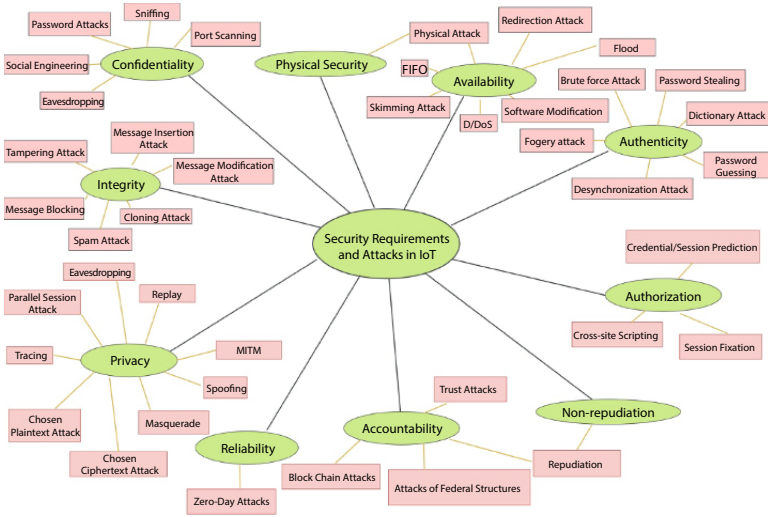 Sniffing
Password Attacks
Port Scanning
Social Engineering
Confidentiality
Eavesdropping
Physical Security
Physical Attack
Redirection Attack
FIFO
Availability
Flood
Skimming Attack
D/DoS
Software Modification
Brute force Attack
Password Stealing
Dictionary Attack
Fogery attack
Authenticity
Password
Guessing
Desynchronization Attack
Message Insertion
Attack
Tampering Attack
Message Modification
Attack
Integrity
Message Blocking
Cloning Attack
Spam Attack
Security Requirements
and Attacks in IoT
Credential/Session Prediction
Authorization
Cross-site Scripting
Session Fixation
Eavesdropping
Replay
Parallel Session
Attack
Tracing
Privacy
MITM
Spoofing
Chosen
Plaintext Attack
Masquerade
Chosen
Ciphertext Attack
Reliability
Zero-Day Attacks
Trust Attacks
Accountability
Block Chain Attacks
Attacks of Federal Structures
Non-repudiation
Repudiation